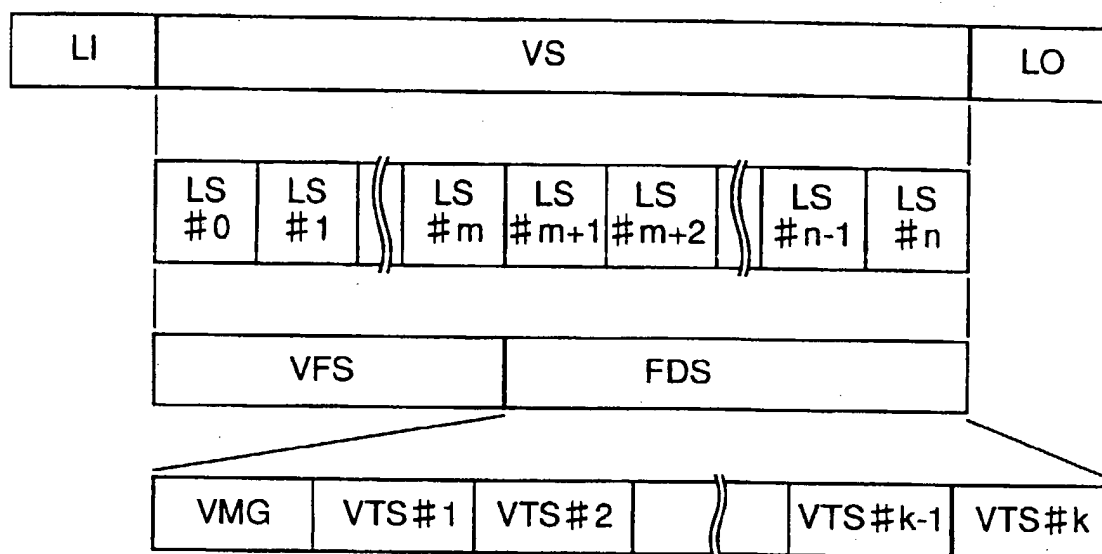 LI VS LO
LS LS LS LS LS LS LS
#0 #1 #m #m+1 #m+2 #n-1 #n
VFS FDS
VMG VTS#1 VTS#2 VTS#k-1 VTS#k